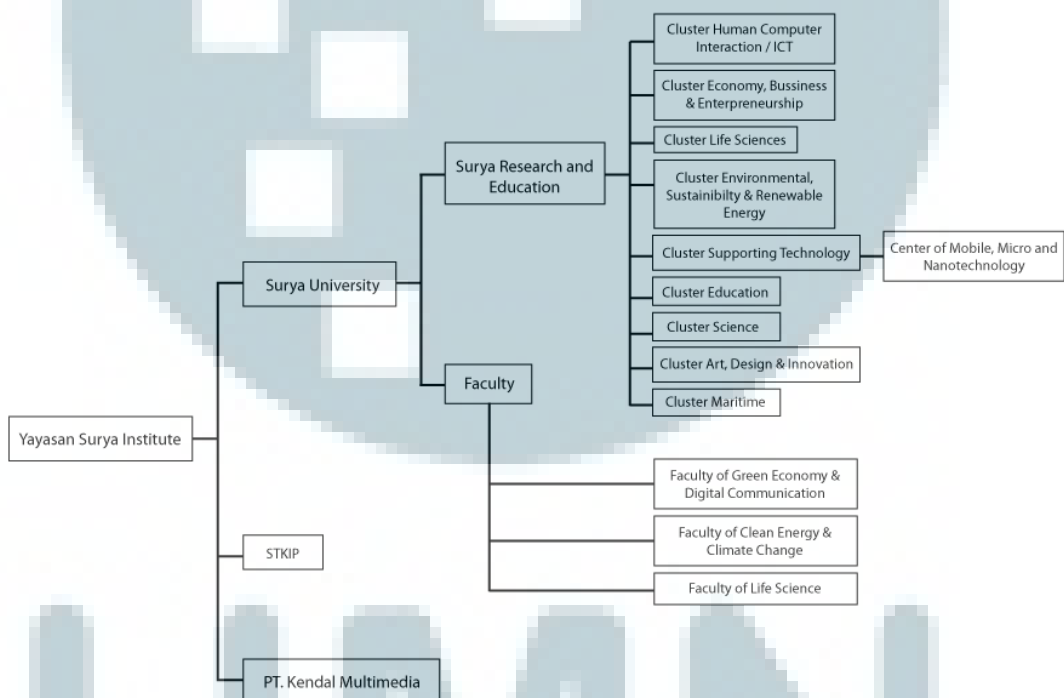 Cluster Human Computer
Interaction / ICT
Cluster Economy, Bussiness
& Enterpreneurship
Cluster Life Sciences
Cluster Environmental,
Sustainibilty & Renewable
Energy
Cluster Supporting Technology
Center of Mobile, Micro and
Nanotechnology
Cluster Education
Cluster Science
Cluster Art, Design & Innovation
Cluster Maritime
Surya Research and
Education
Surya University
Faculty
Yayasan Surya Institute
Faculty of Green Economy &
Digital Communication
Faculty of Clean Energy &
Climate Change
Faculty of Life Science
STKIP
PT. Kendal Multimedia